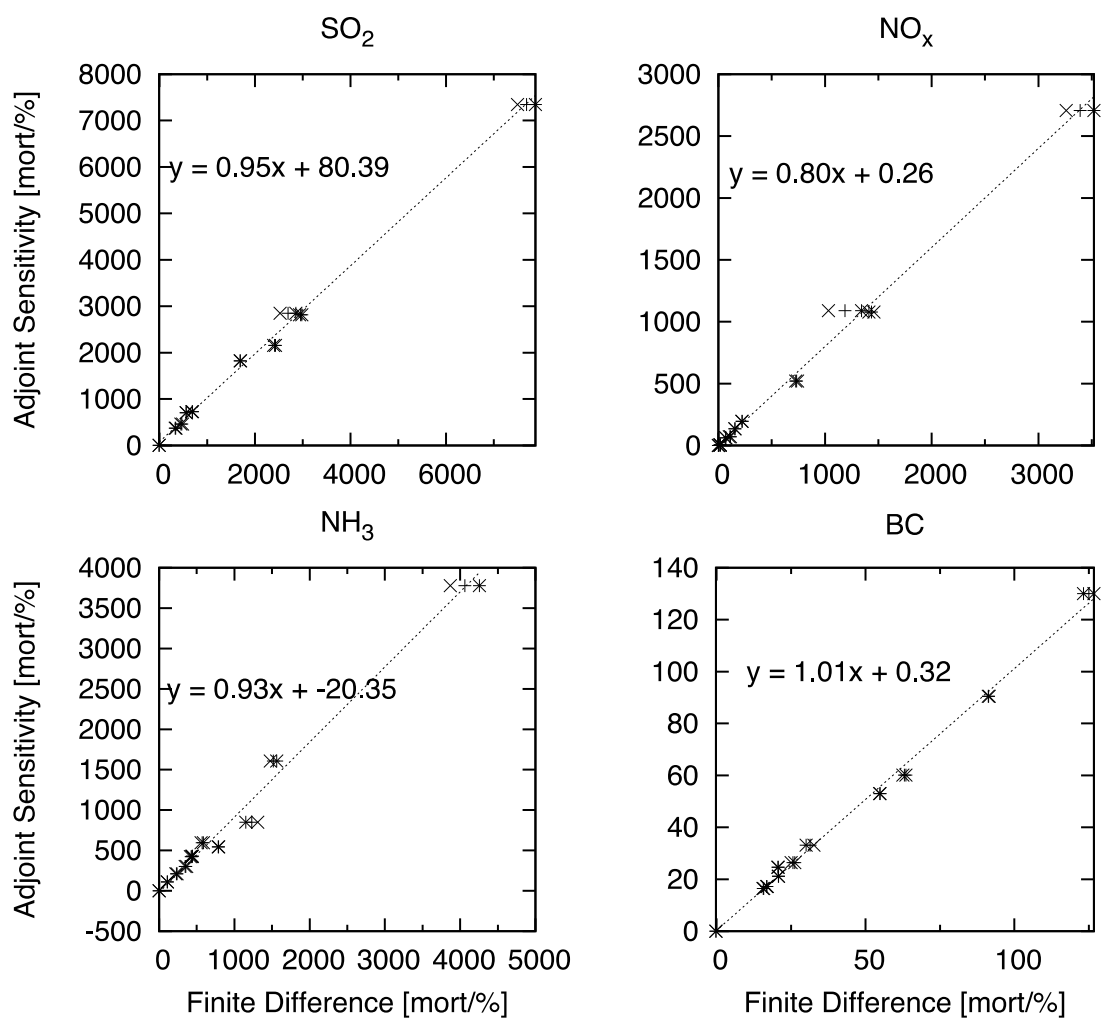 SO2
Adjoint Sensitivity [mort/%]
8000
7000
6000
5000
4000
3000
2000
1000
0
y = 0.95x + 80.39
0 2000 4000 6000
NOx
3000
2500
2000
1500
1000
500
0
y = 0.80x + 0.26
0 1000 2000 3000
NH3
Adjoint Sensitivity [mort/%]
4000
3500
3000
2500
2000
1500
1000
500
0
-500
y = 0.93x + -20.35
0 1000 2000 3000 4000 5000
Finite Difference [mort/%]
BC
140
120
100
80
60
40
20
0
y = 1.01x + 0.32
0 50 100
Finite Difference [mort/%]